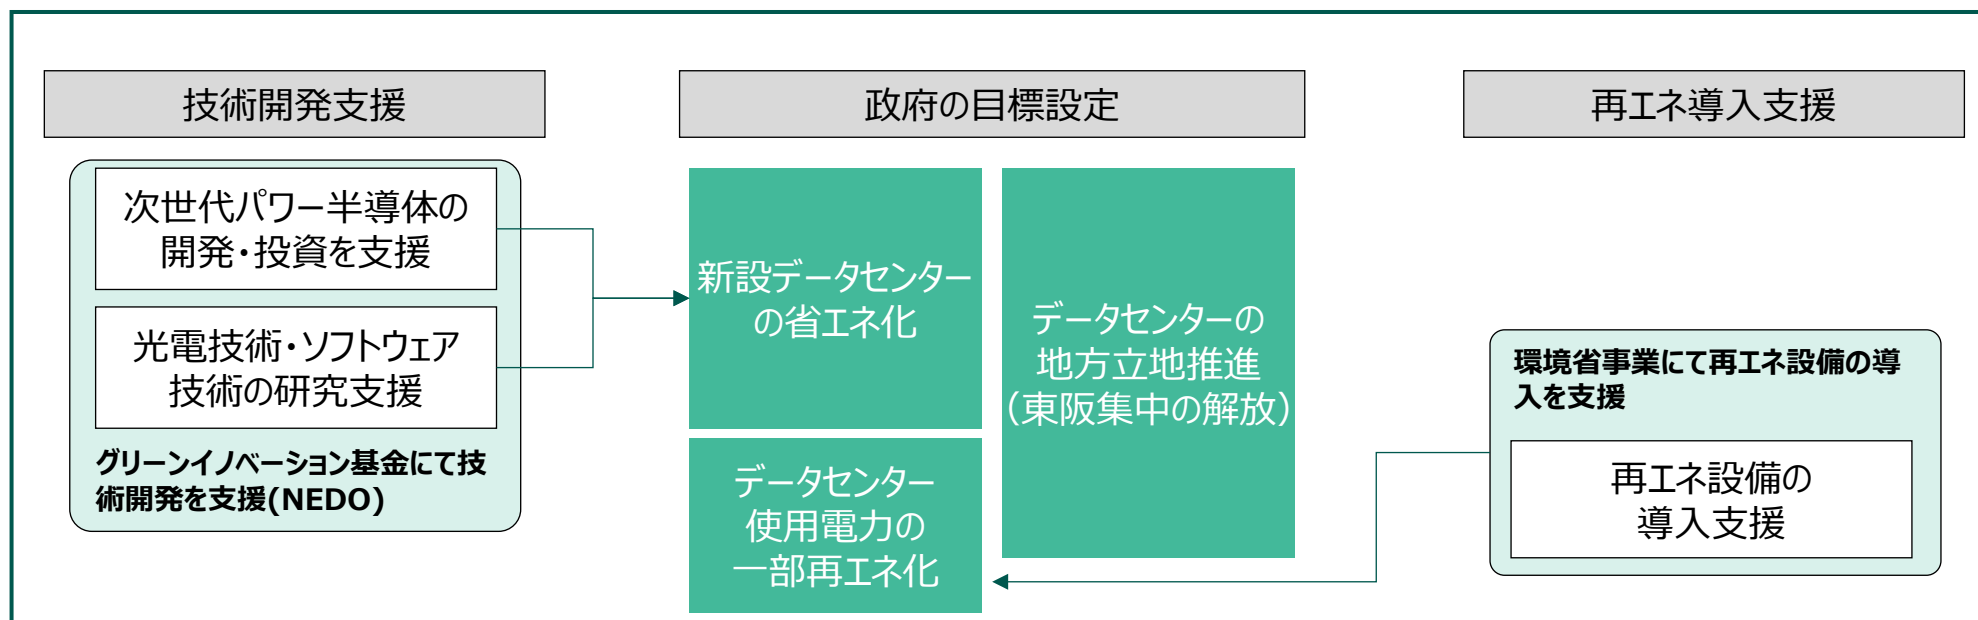 技術開発支援
次世代パワー半導体の
開発・投資を支援
光電技術・ソフトウェア
技術の研究支援
グリーンイノベーション基金にて技
術開発を支援(NEDO)
政府の目標設定
新設データセンター
の省エネ化
データセンター
使用電力の
一部再エネ化
データセンターの
地方立地推進
（東阪集中の解放）
再エネ導入支援
環境省事業にて再エネ設備の導
入を支援
再エネ設備の
導入支援